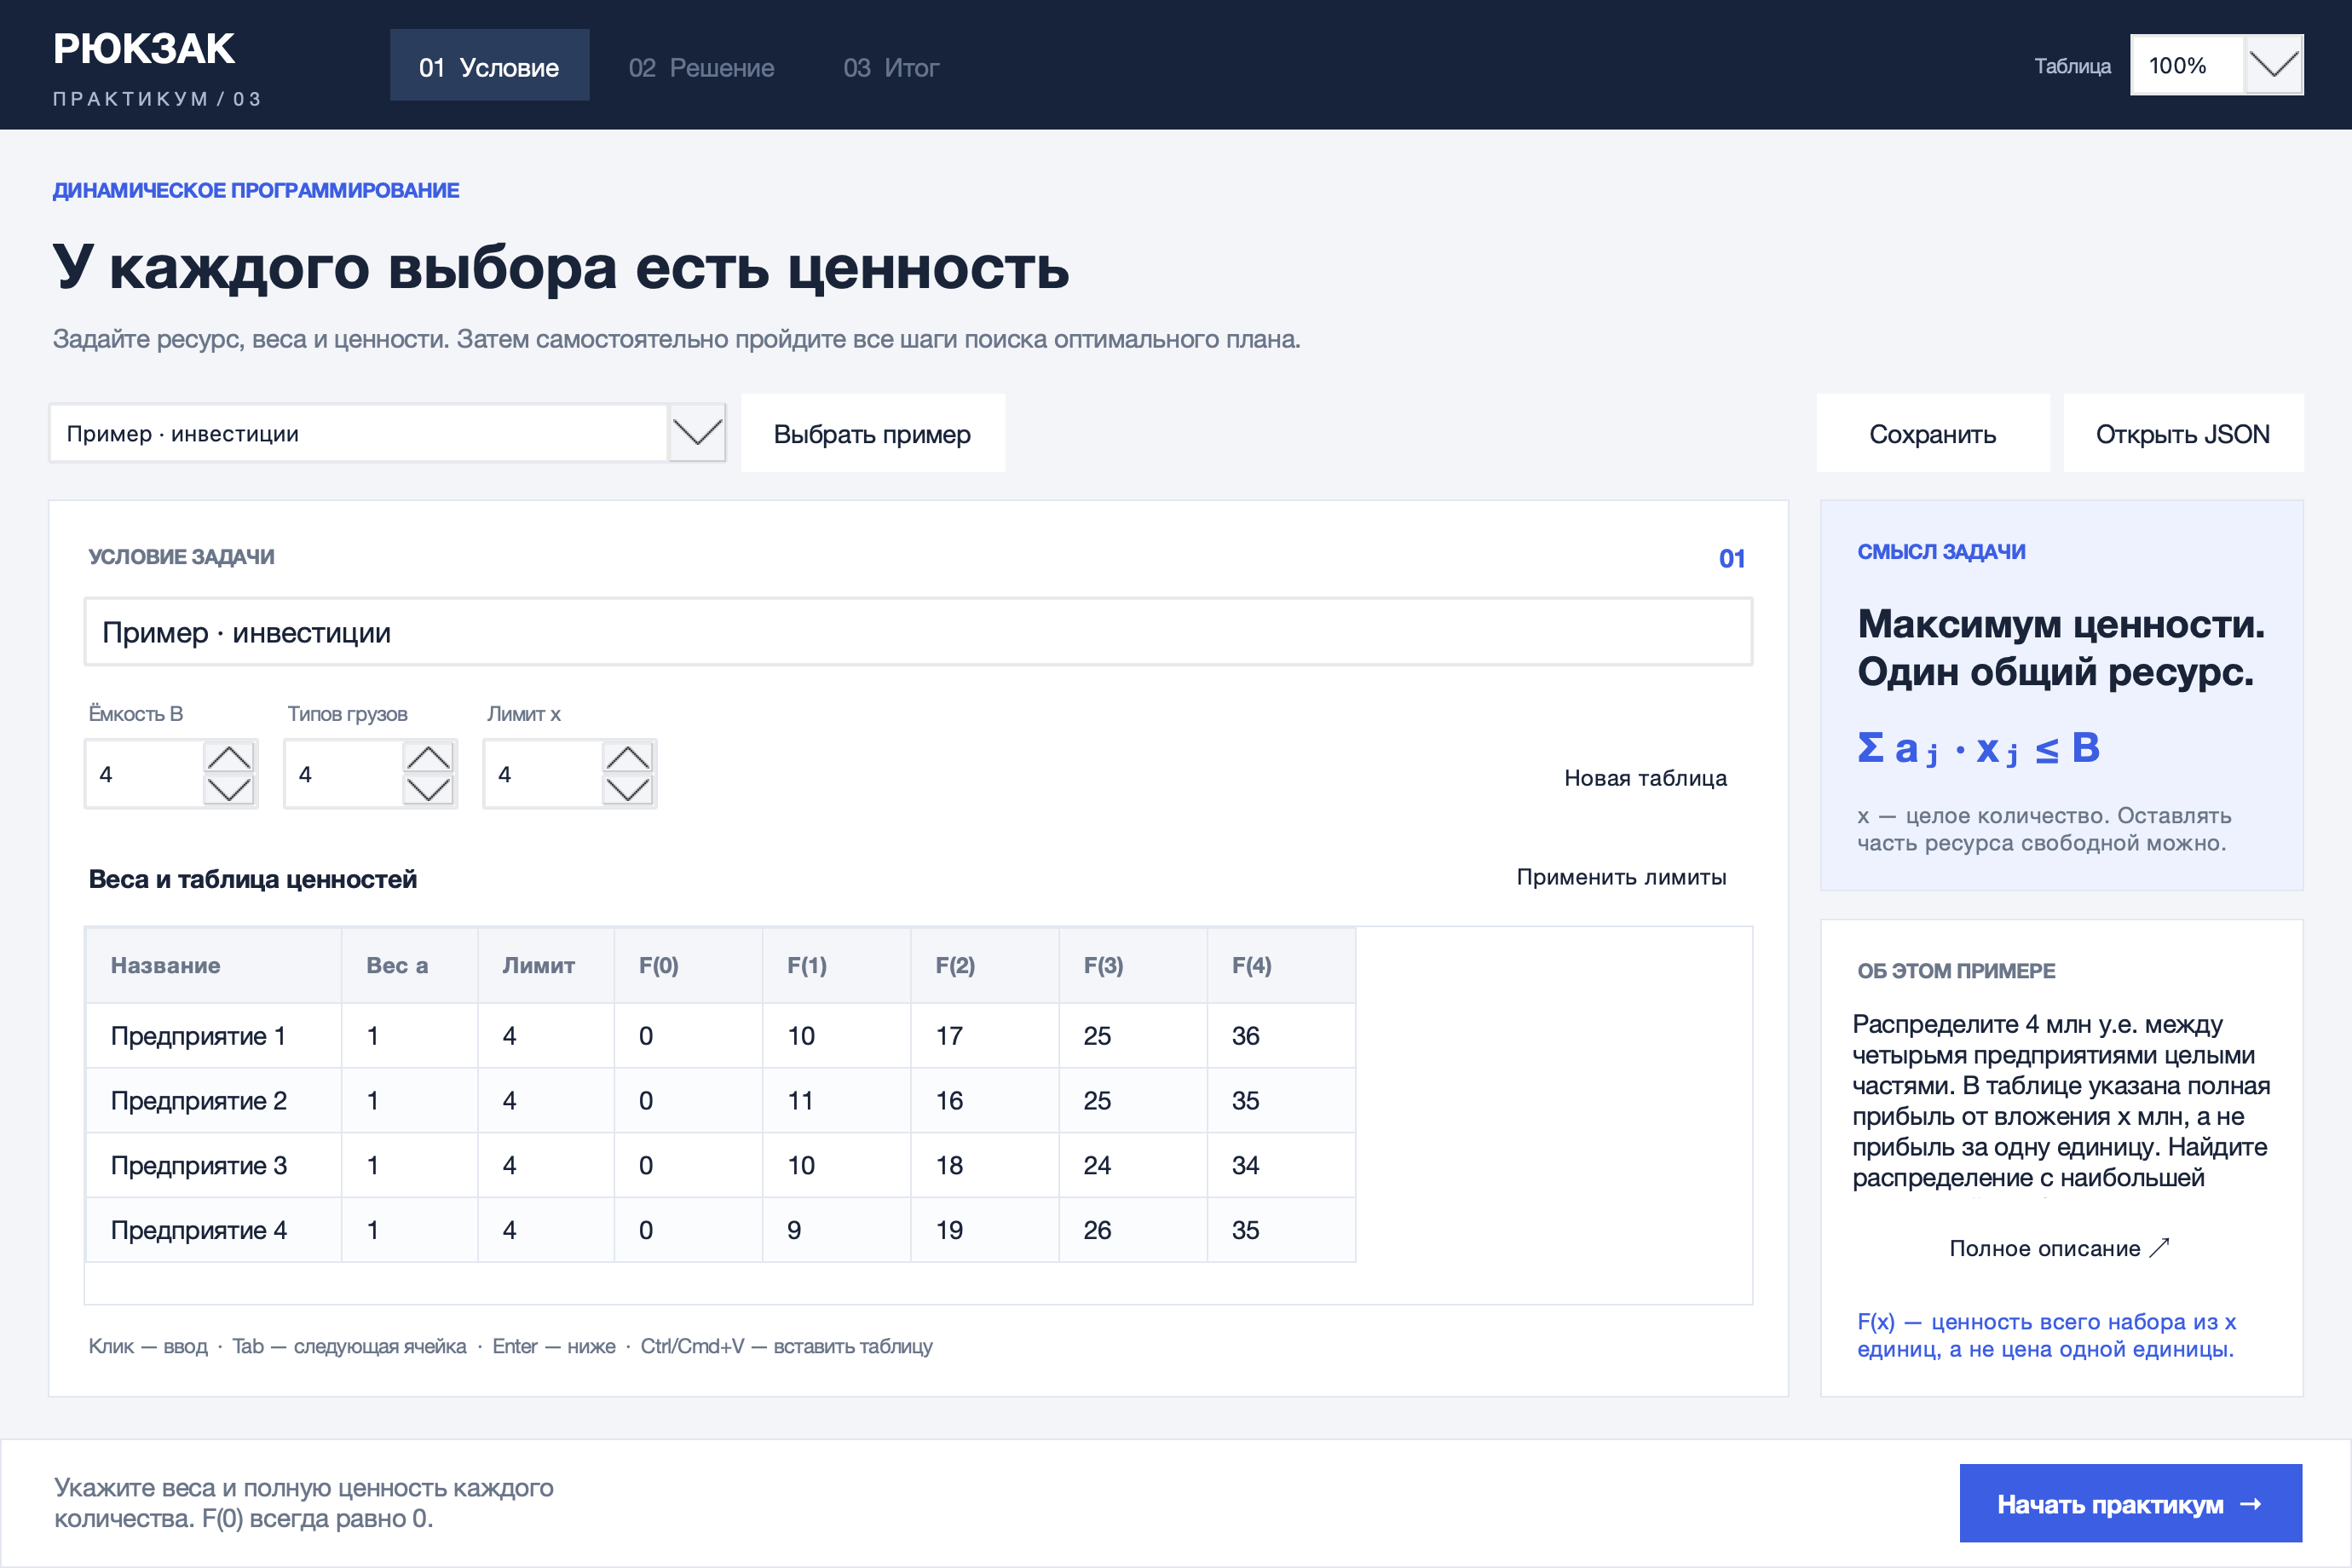 РЮКЗАК
ПРАКТИКУМ / 03
01 Условие
02 Решение
03 Итог
Таблица
100%
ДИНАМИЧЕСКОЕ ПРОГРАММИРОВАНИЕ
У каждого выбора есть ценность
Задайте ресурс, веса и ценности. Затем самостоятельно пройдите все шаги поиска оптимального плана.
Пример · инвестиции
Выбрать пример
Сохранить
Открыть JSON
УСЛОВИЕ ЗАДАЧИ
01
Пример · инвестиции
Ёмкость B
Типов грузов
Лимит x
4
4
4
Новая таблица
Веса и таблица ценностей
Применить лимиты
Название Вес a Лимит F(0) F(1) F(2) F(3) F(4)
Предприятие 1 1 4 0 10 17 25 36
Предприятие 2 1 4 0 11 16 25 35
Предприятие 3 1 4 0 10 18 24 34
Предприятие 4 1 4 0 9 19 26 35
Клик — ввод · Tab — следующая ячейка · Enter — ниже · Ctrl/Cmd+V — вставить таблицу
СМЫСЛ ЗАДАЧИ
Максимум ценности.
Один общий ресурс.
Σ aⱼ · xⱼ ≤ B
x — целое количество. Оставлять
часть ресурса свободной можно.
ОБ ЭТОМ ПРИМЕРЕ
Распределите 4 млн у.е. между
четырьмя предприятиями целыми
частями. В таблице указана полная
прибыль от вложения x млн, а не
прибыль за одну единицу. Найдите
распределение с наибольшей
Полное описание ↗
F(x) — ценность всего набора из x
единиц, а не цена одной единицы.
Укажите веса и полную ценность каждого
количества. F(0) всегда равно 0.
Начать практикум →